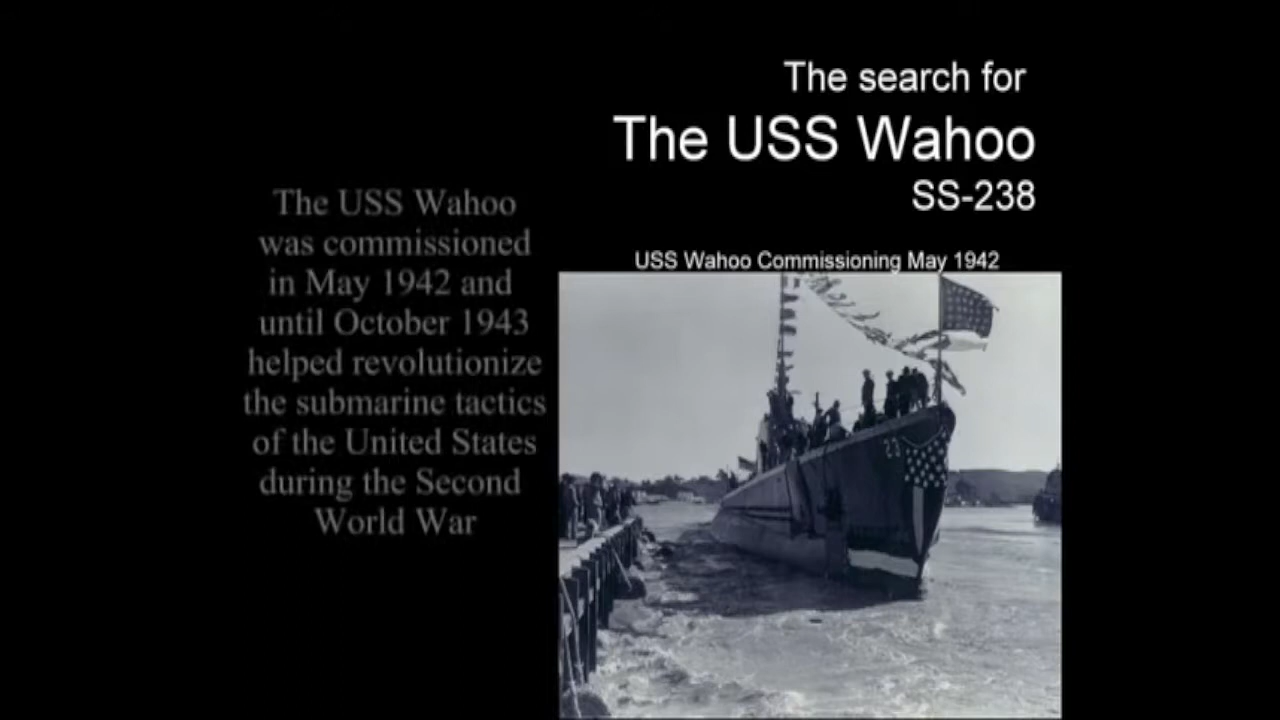 The search for
The USS Wahoo
SS-238
The USS Wahoo
was commissioned
in May 1942 and
until October 1943
helped revolutionize
the submarine tactics
of the United States
during the Second
World War
USS Wahoo Commissioning May 1942
23